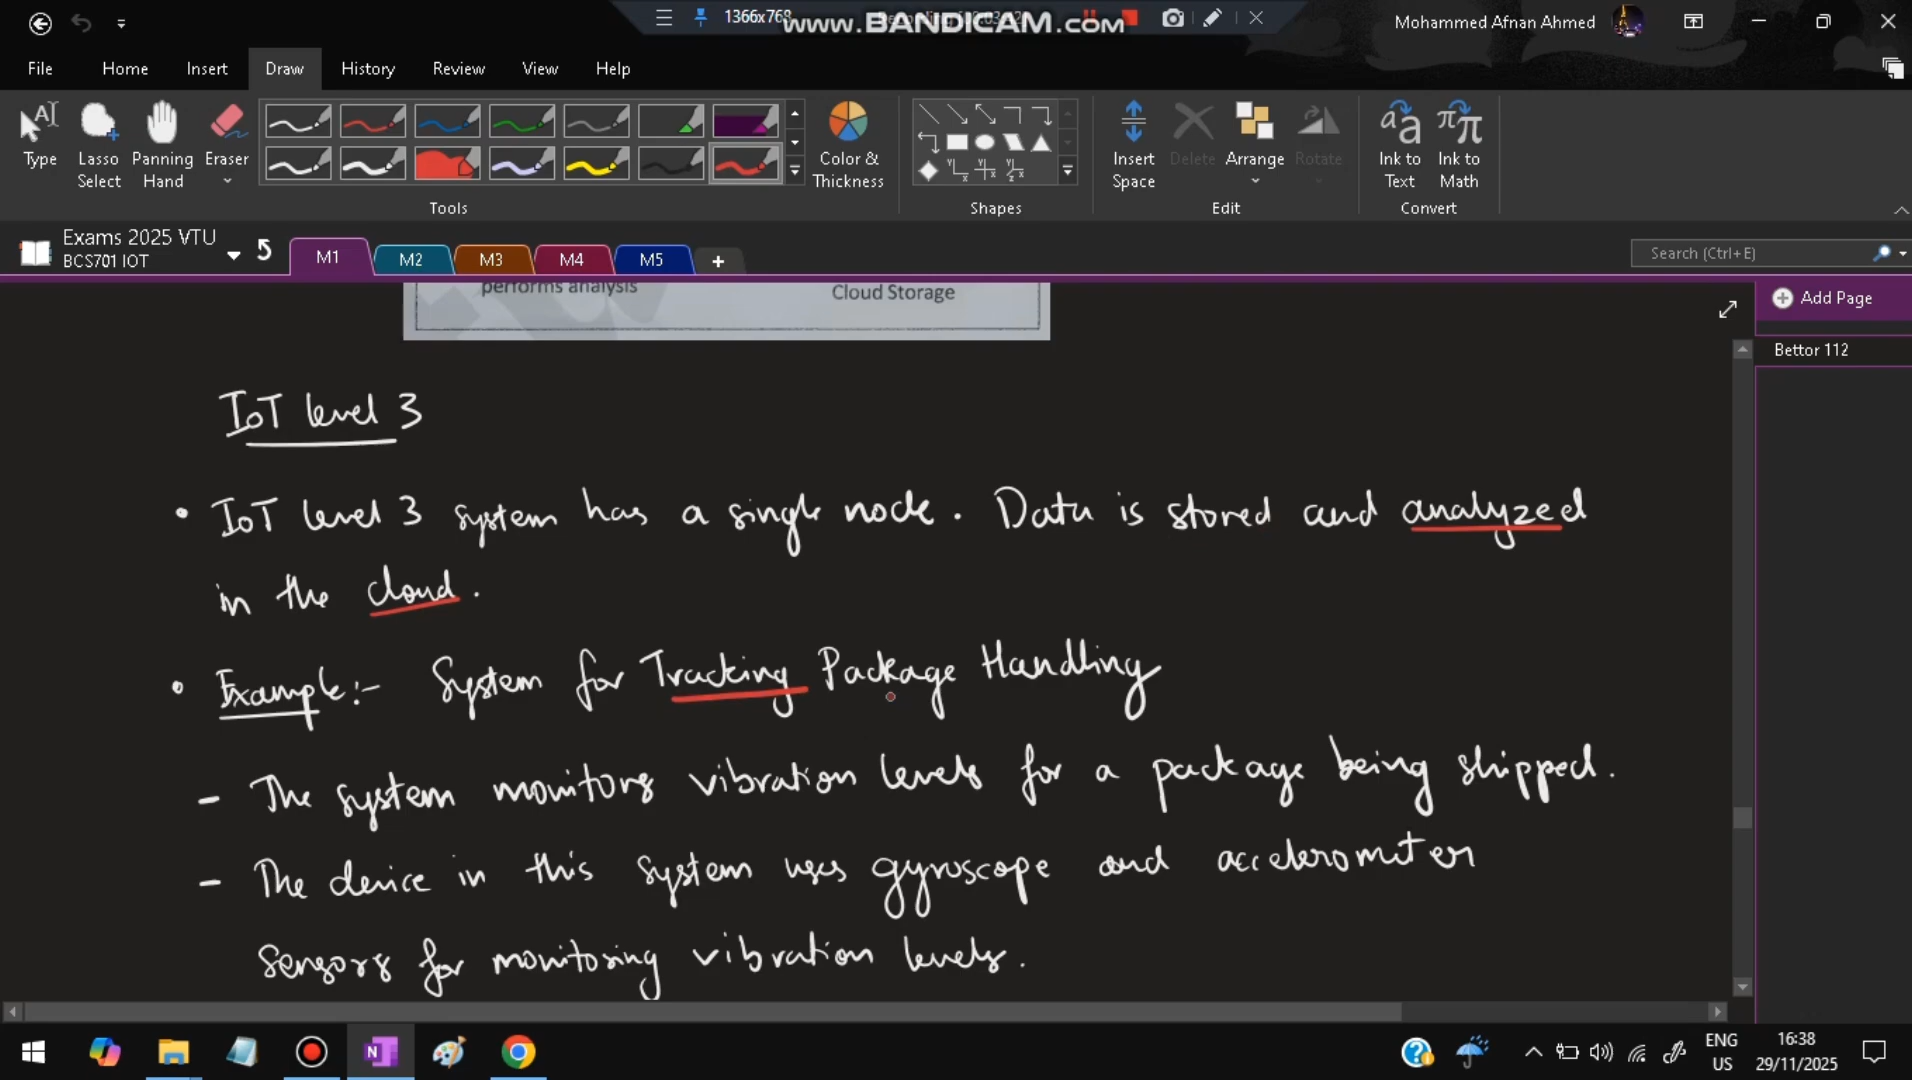 1366x768
www.BANDICAM.com
Mohammed Afnan Ahmed
File Home Insert Draw History Review View Help
Type
Lasso Select
Panning Hand
Eraser
Color & Thickness
Insert Space
Delete
Arrange
Rotate
Ink to Text
Ink to Math
Tools
Shapes
Edit
Convert
Exams 2025 VTU
BCS701 IOT
M1 M2 M3 M4 M5 +
Search (Ctrl+E)
Add Page
Bettor 112
performs analysis
Cloud Storage
IoT level 3
• IoT level 3 system has a single node. Data is stored and analyzed
in the cloud.
• Example:- System for Tracking Package Handling
- The system monitors vibration levels for a package being shipped.
- The device in this system uses gyroscope and accelerometer
sensors for monitoring vibration levels.
ENG
US
16:38
29/11/2025